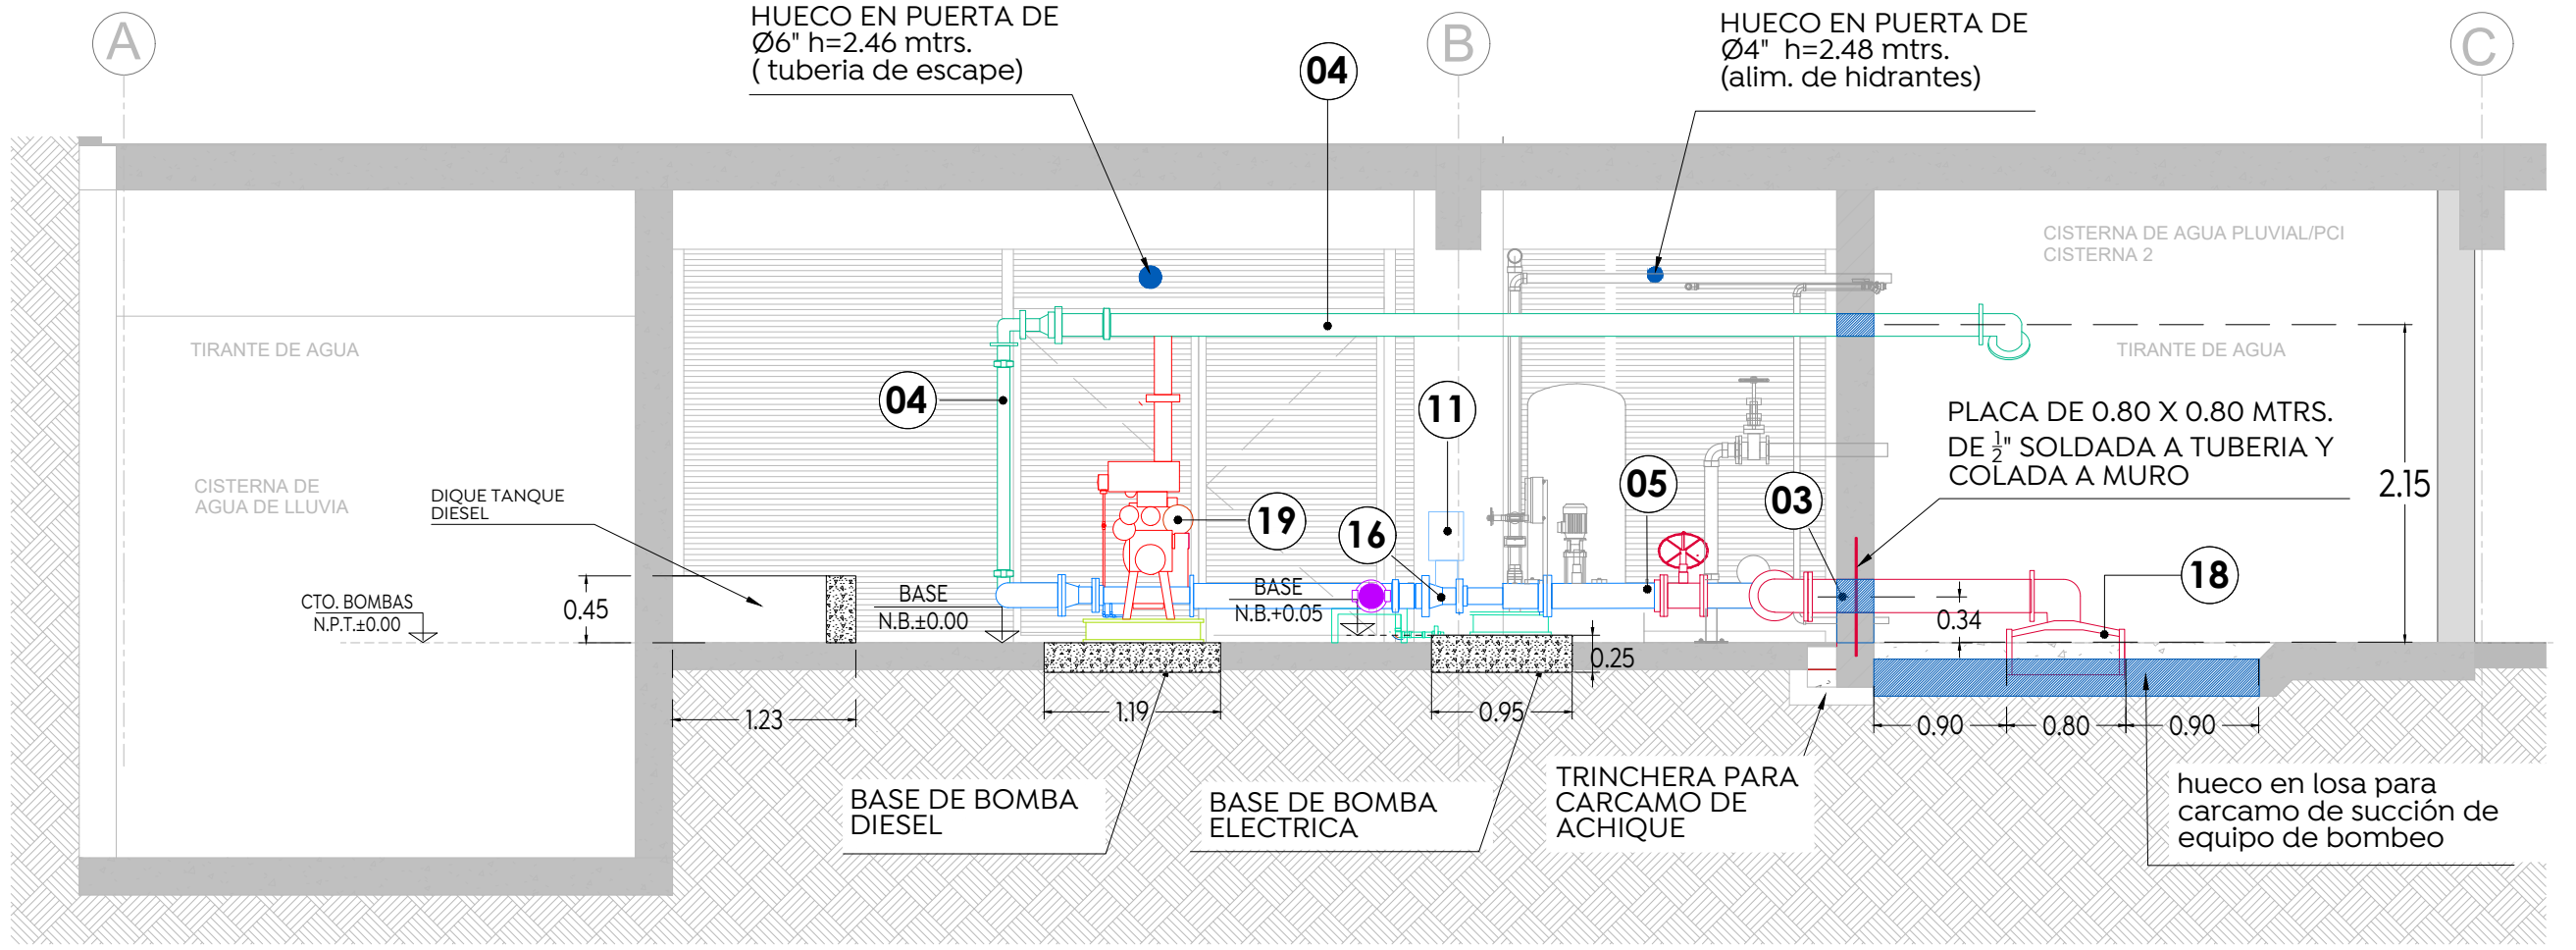 A
B
C
HUECO EN PUERTA DE
Ø6" h=2.46 mtrs.
( tuberia de escape)
04
HUECO EN PUERTA DE
Ø4" h=2.48 mtrs.
(alim. de hidrantes)
CISTERNA DE AGUA PLUVIAL/PCI
CISTERNA 2
TIRANTE DE AGUA
04
TIRANTE DE AGUA
04
11
PLACA DE 0.80 X 0.80 MTRS.
DE 1/2" SOLDADA A TUBERIA Y
COLADA A MURO
2.15
CISTERNA DE
AGUA DE LLUVIA
DIQUE TANQUE
DIESEL
19
16
05
03
18
CTO. BOMBAS
N.P.T.±0.00
0.45
BASE
N.B.±0.00
BASE
N.B.+0.05
0.34
0.25
1.23
1.19
0.95
0.90
0.80
0.90
BASE DE BOMBA
DIESEL
BASE DE BOMBA
ELECTRICA
TRINCHERA PARA
CARCAMO DE
ACHIQUE
hueco en losa para
carcamo de succión de
equipo de bombeo